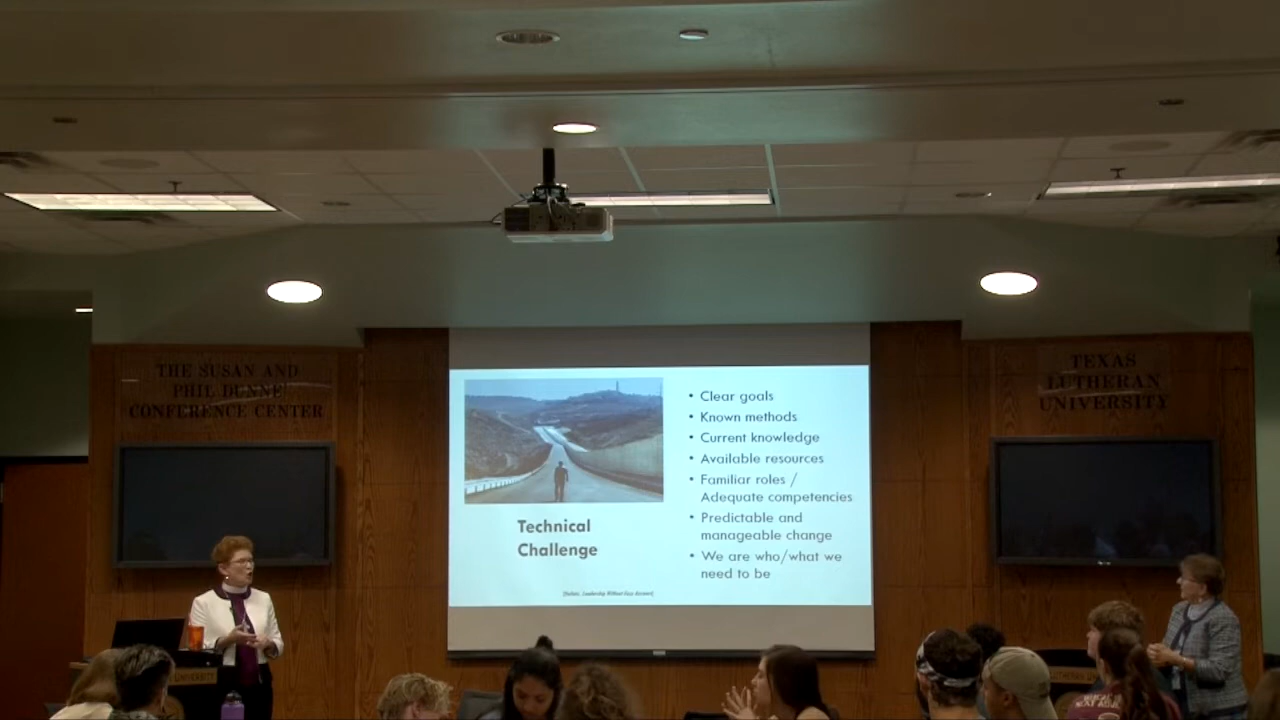 THE SUSAN AND
PHIL DUNNE
CONFERENCE CENTER
TEXAS
LUTHERAN
UNIVERSITY
• Clear goals
• Known methods
• Current knowledge
• Available resources
• Familiar roles /
Adequate competencies
• Predictable and
manageable change
• We are who/what we
need to be
Technical
Challenge
UNIVERSITY